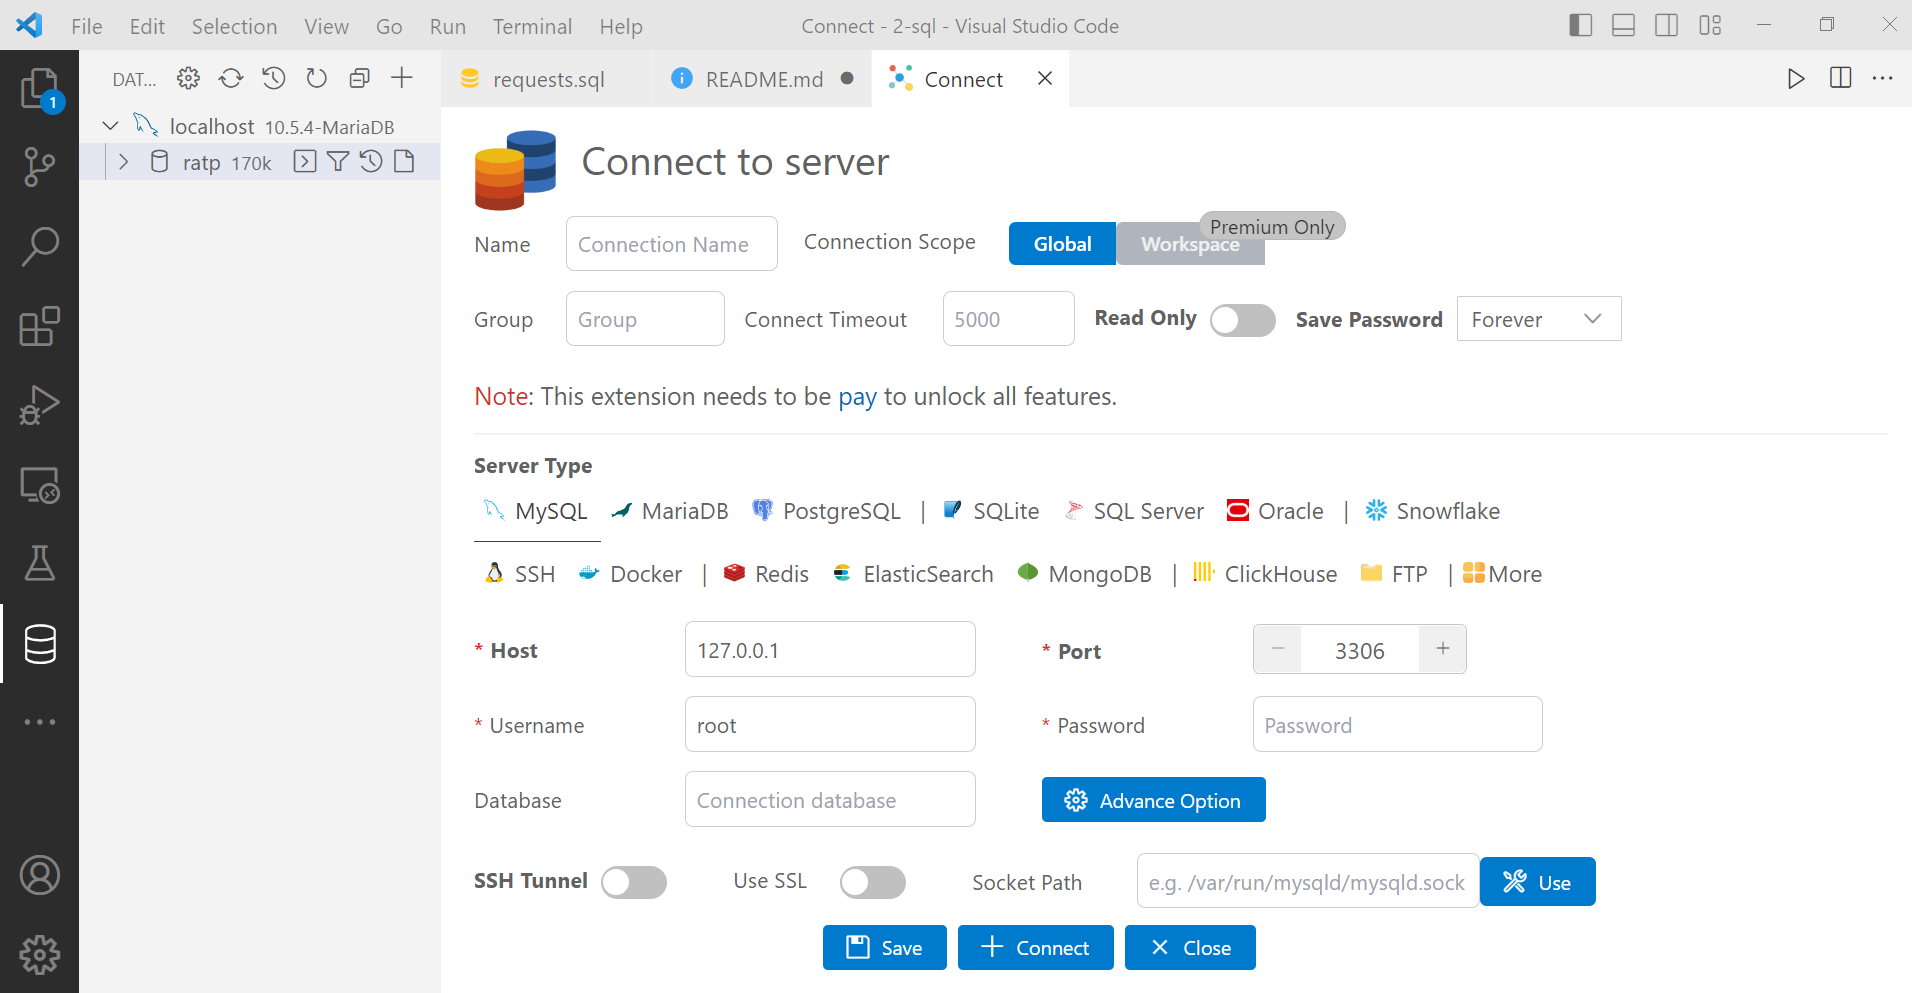 File Edit Selection View Go Run Terminal Help Connect - 2-sql - Visual Studio Code
DAT... requests.sql README.md Connect
1
localhost 10.5.4-MariaDB
ratp 170k
Connect to server
Name Connection Name Connection Scope Global Workspace Premium Only
Group Group Connect Timeout 5000 Read Only Save Password Forever
Note: This extension needs to be pay to unlock all features.
Server Type
MySQL MariaDB PostgreSQL | SQLite SQL Server Oracle | Snowflake
SSH Docker | Redis ElasticSearch MongoDB | ClickHouse FTP | More
* Host 127.0.0.1 * Port − 3306 +
* Username root * Password Password
Database Connection database Advance Option
SSH Tunnel Use SSL Socket Path e.g. /var/run/mysqld/mysqld.sock Use
Save Connect Close